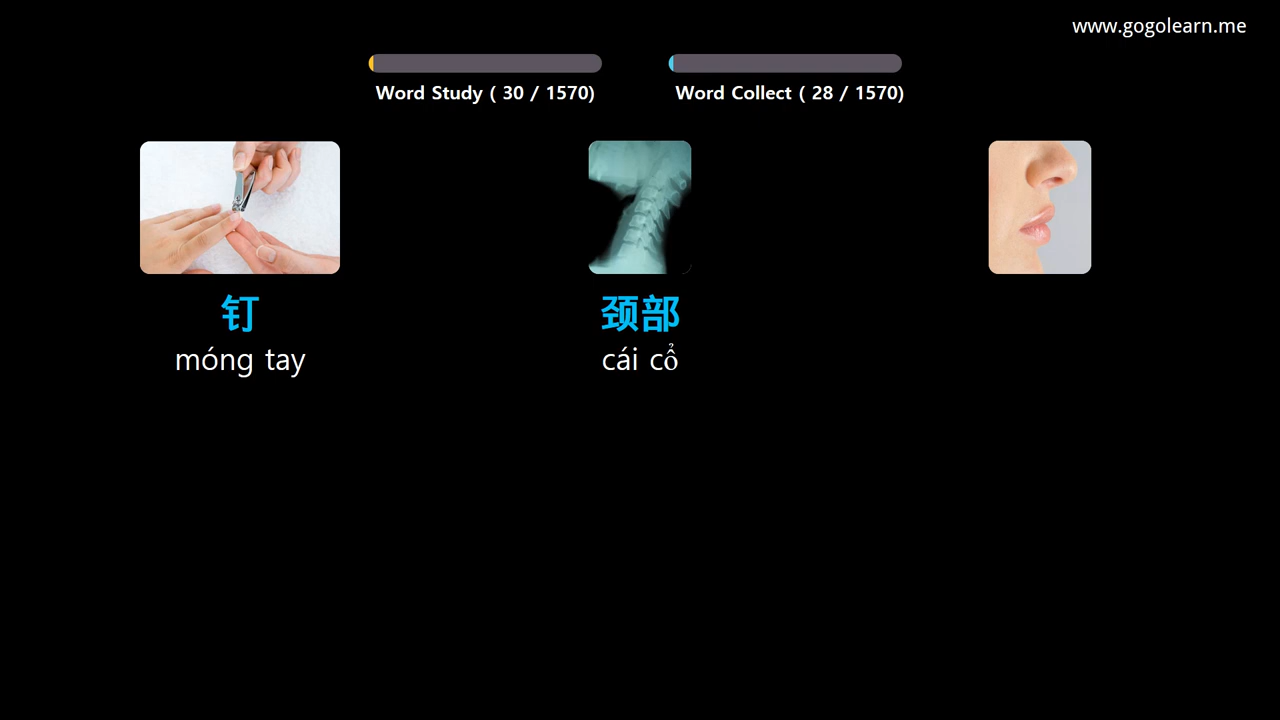 www.gogolearn.me
Word Study ( 30 / 1570)
Word Collect ( 28 / 1570)
钉
颈部
móng tay
cái cổ